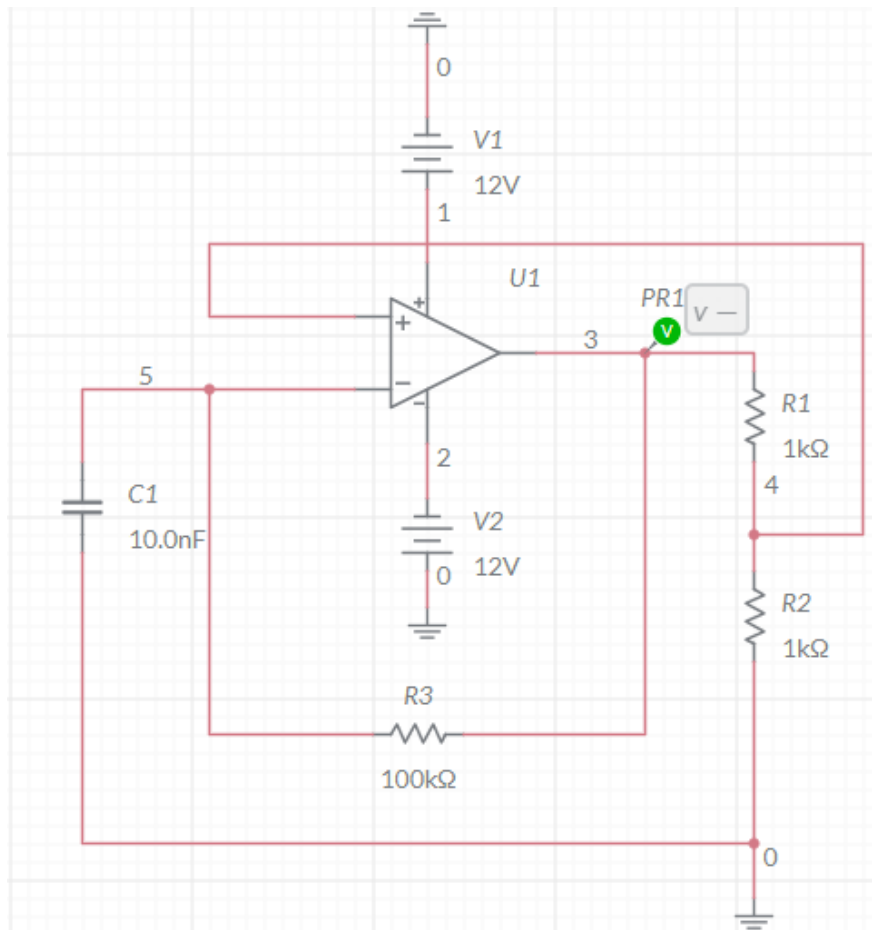 0
V1
12V
1
U1
+
+
PR1
V
v —
3
5
−
−
R1
1kΩ
2
4
C1
10.0nF
V2
12V
0
R2
1kΩ
R3
100kΩ
0